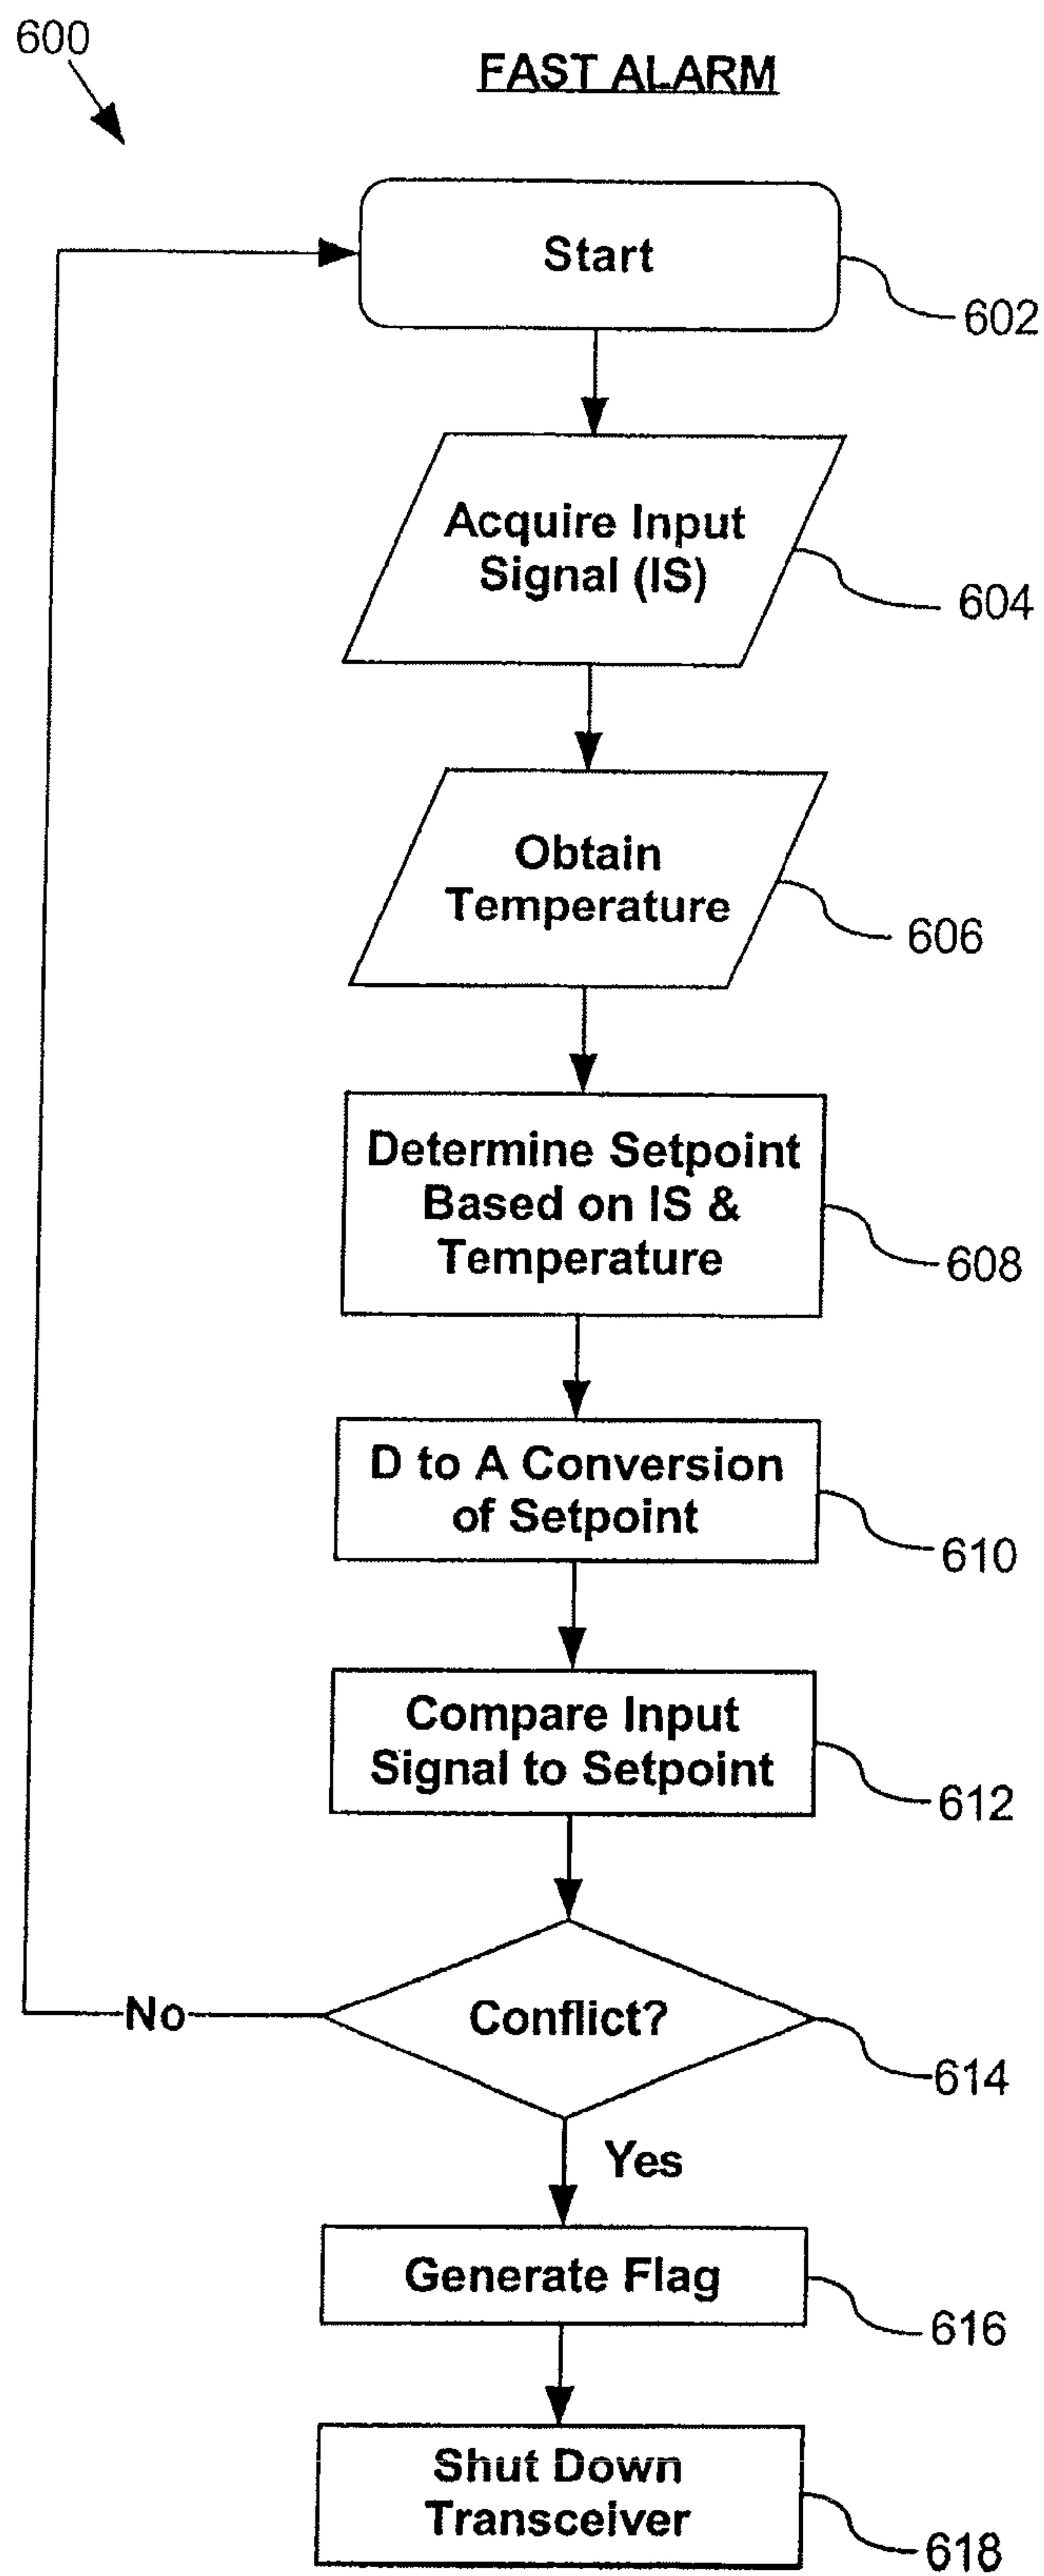 600
FAST ALARM
Start
602
Acquire Input
Signal (IS)
604
Obtain
Temperature
606
Determine Setpoint
Based on IS &
Temperature
608
D to A Conversion
of Setpoint
610
Compare Input
Signal to Setpoint
612
Conflict?
No
614
Yes
Generate Flag
616
Shut Down
Transceiver
618